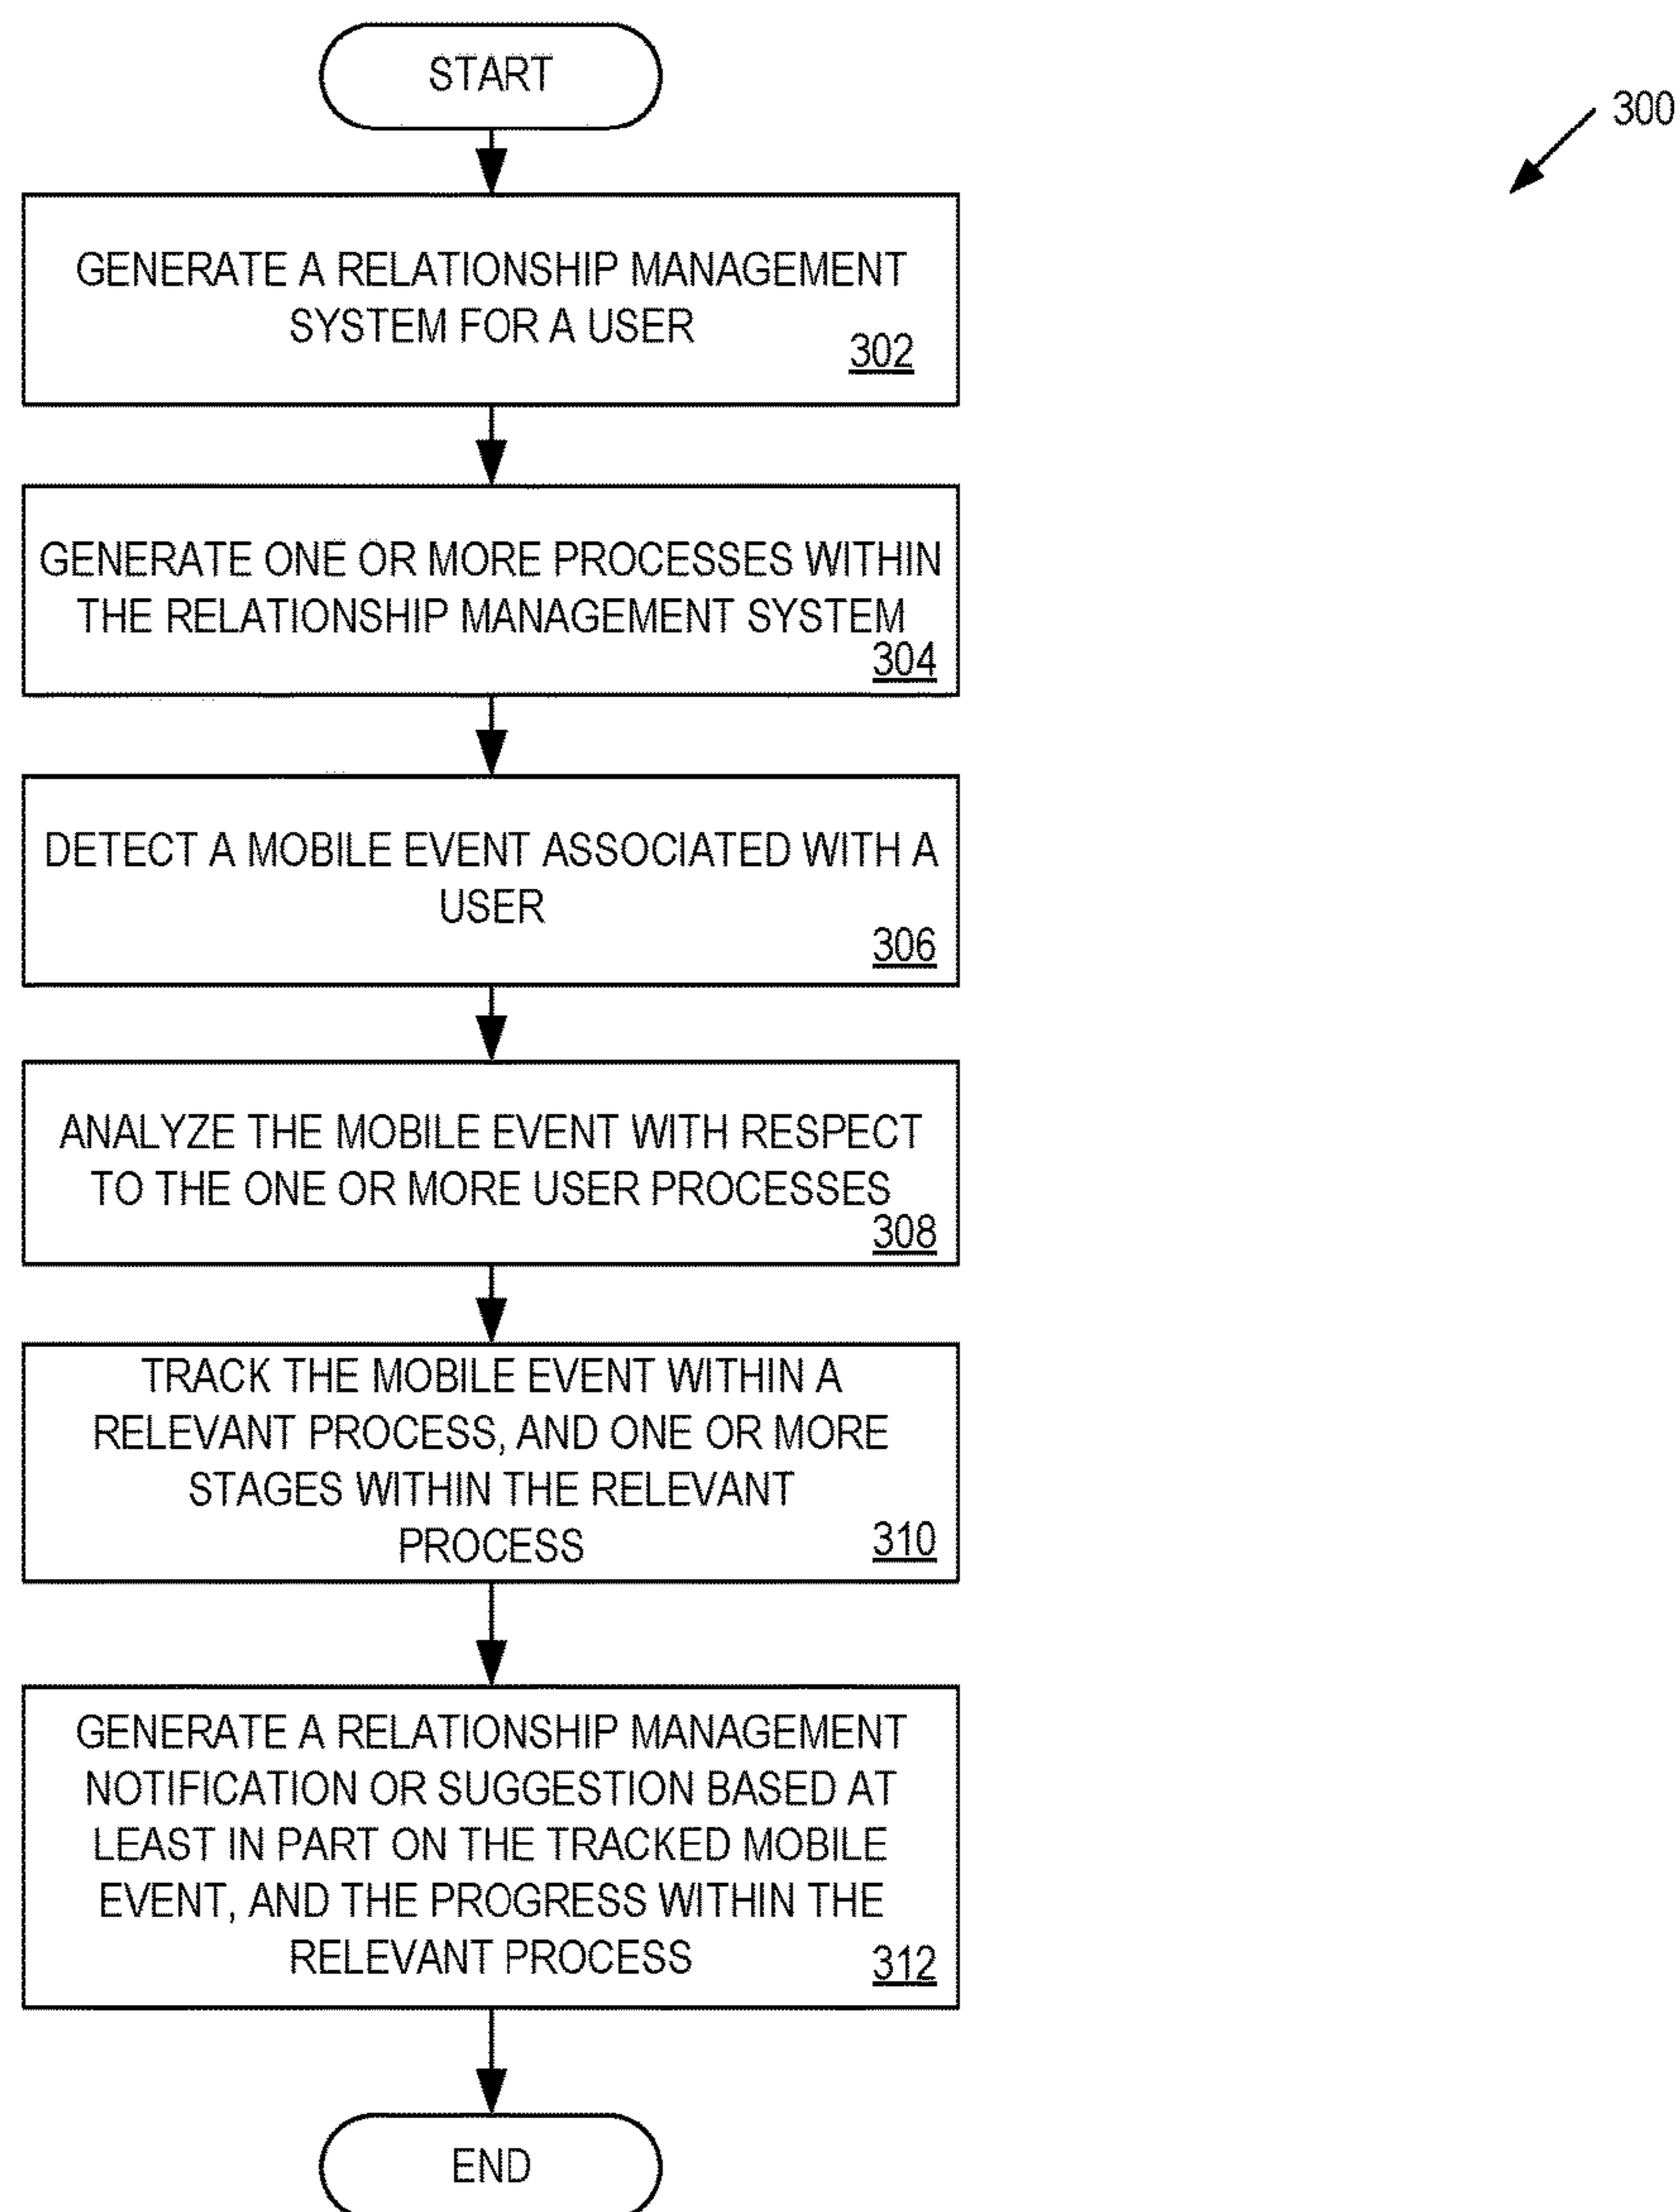 START
300
GENERATE A RELATIONSHIP MANAGEMENT
SYSTEM FOR A USER
302
GENERATE ONE OR MORE PROCESSES WITHIN
THE RELATIONSHIP MANAGEMENT SYSTEM
304
DETECT A MOBILE EVENT ASSOCIATED WITH A
USER
306
ANALYZE THE MOBILE EVENT WITH RESPECT
TO THE ONE OR MORE USER PROCESSES
308
TRACK THE MOBILE EVENT WITHIN A
RELEVANT PROCESS, AND ONE OR MORE
STAGES WITHIN THE RELEVANT
PROCESS
310
GENERATE A RELATIONSHIP MANAGEMENT
NOTIFICATION OR SUGGESTION BASED AT
LEAST IN PART ON THE TRACKED MOBILE
EVENT, AND THE PROGRESS WITHIN THE
RELEVANT PROCESS
312
END